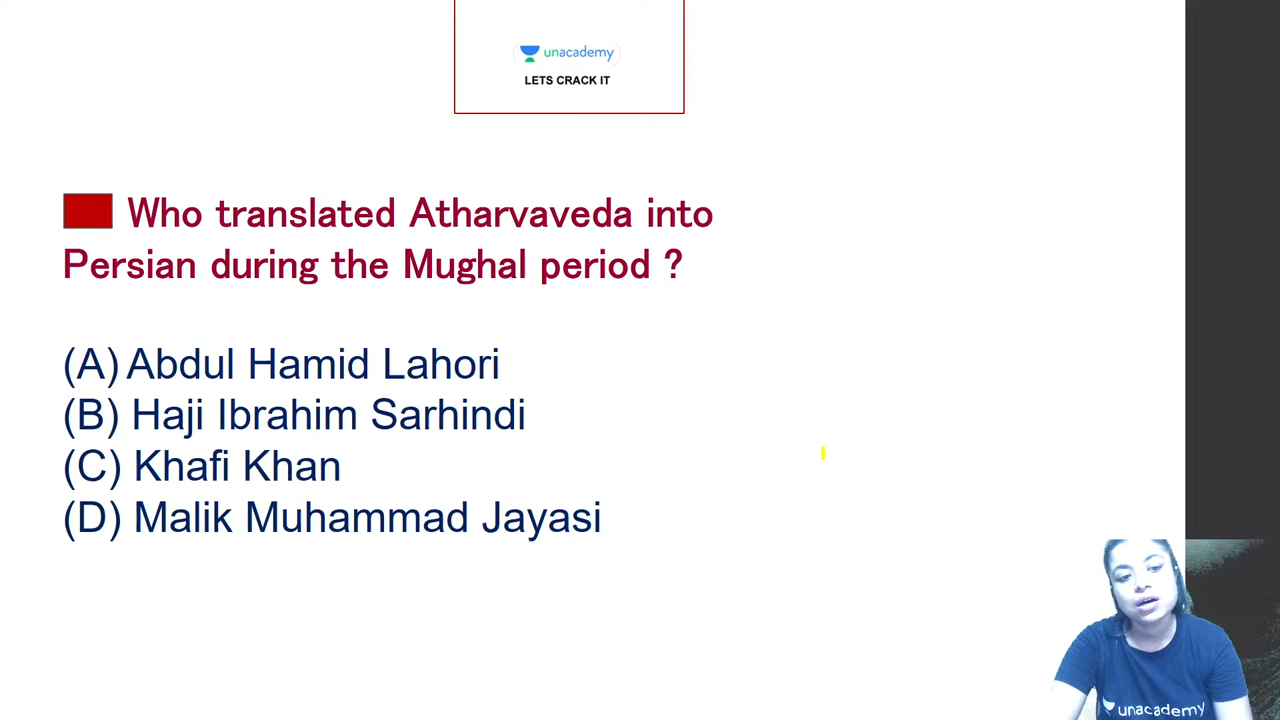 unacademy
LETS CRACK IT
Who translated Atharvaveda into
Persian during the Mughal period ?
(A) Abdul Hamid Lahori
(B) Haji Ibrahim Sarhindi
(C) Khafi Khan
(D) Malik Muhammad Jayasi
unacademy